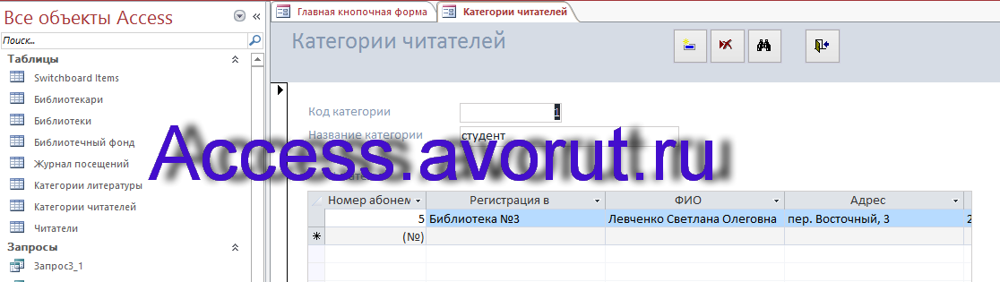 Все объекты Access
Поиск...
Таблицы
Switchboard Items
Библиотекари
Библиотеки
Библиотечный фонд
Журнал посещений
Категории литературы
Категории читателей
Читатели
Запросы
Запрос3_1
Главная кнопочная форма
Категории читателей
Категории читателей
Код категории 1
Название категории студент
Access.avorut.ru
Номер абонем Регистрация в ФИО Адрес
5 Библиотека №3 Левченко Светлана Олеговна пер. Восточный, 3 2
(№)